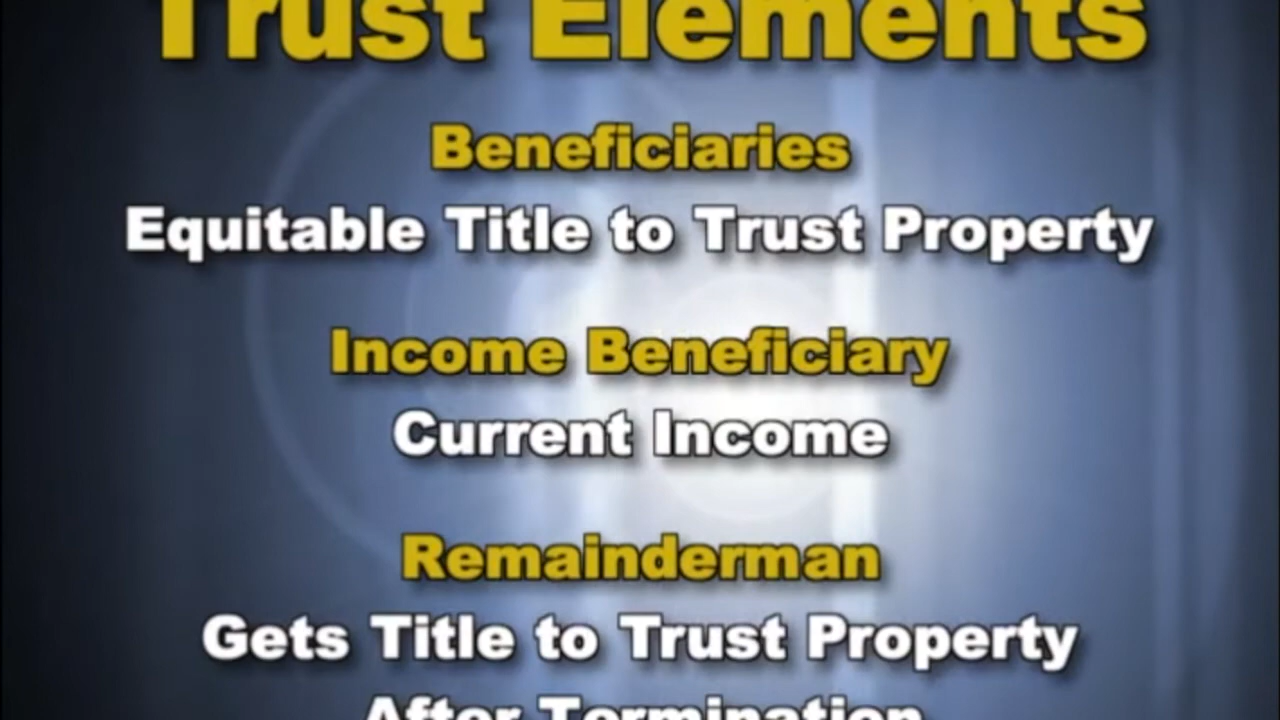 Trust Elements
Beneficiaries
Equitable Title to Trust Property
Income Beneficiary
Current Income
Remainderman
Gets Title to Trust Property
After Termination